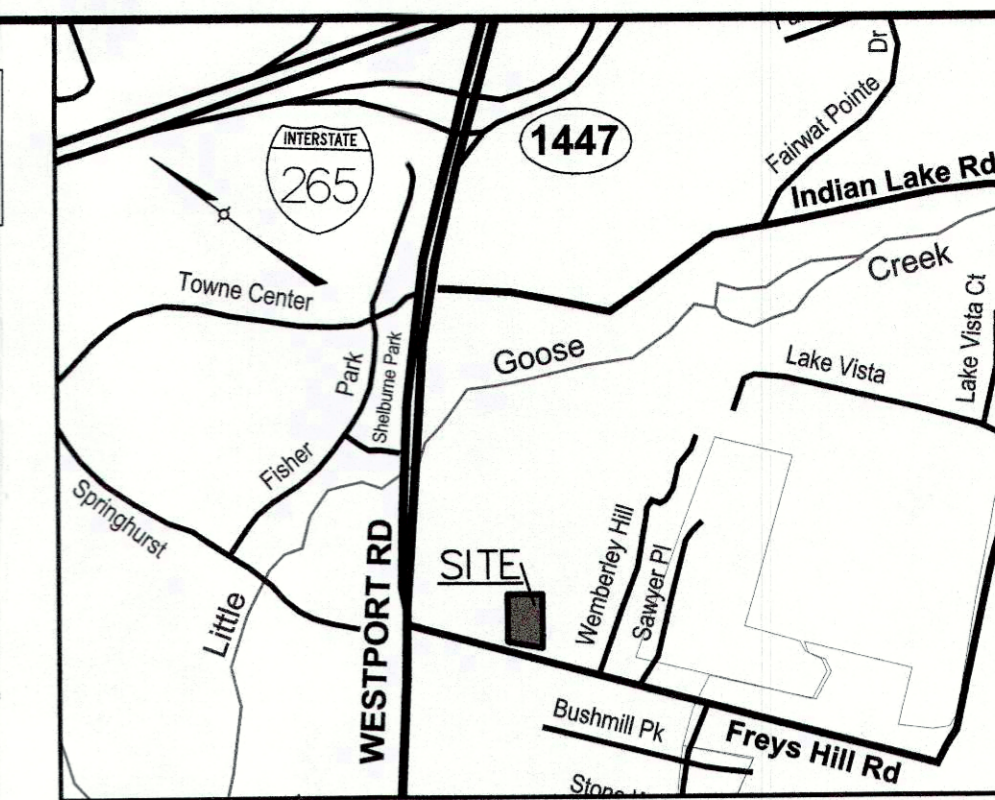 Dr
Fairwat Pointe
INTERSTATE
265
1447
Indian Lake Rd
Towne Center
Creek
Goose
Park
Shelburne Park
Lake Vista
Lake Vista Ct
Fisher
Springhurst
Little
WESTPORT RD
SITE
Wemberley Hill
Sawyer Pl
Bushmill Pk
Freys Hill Rd